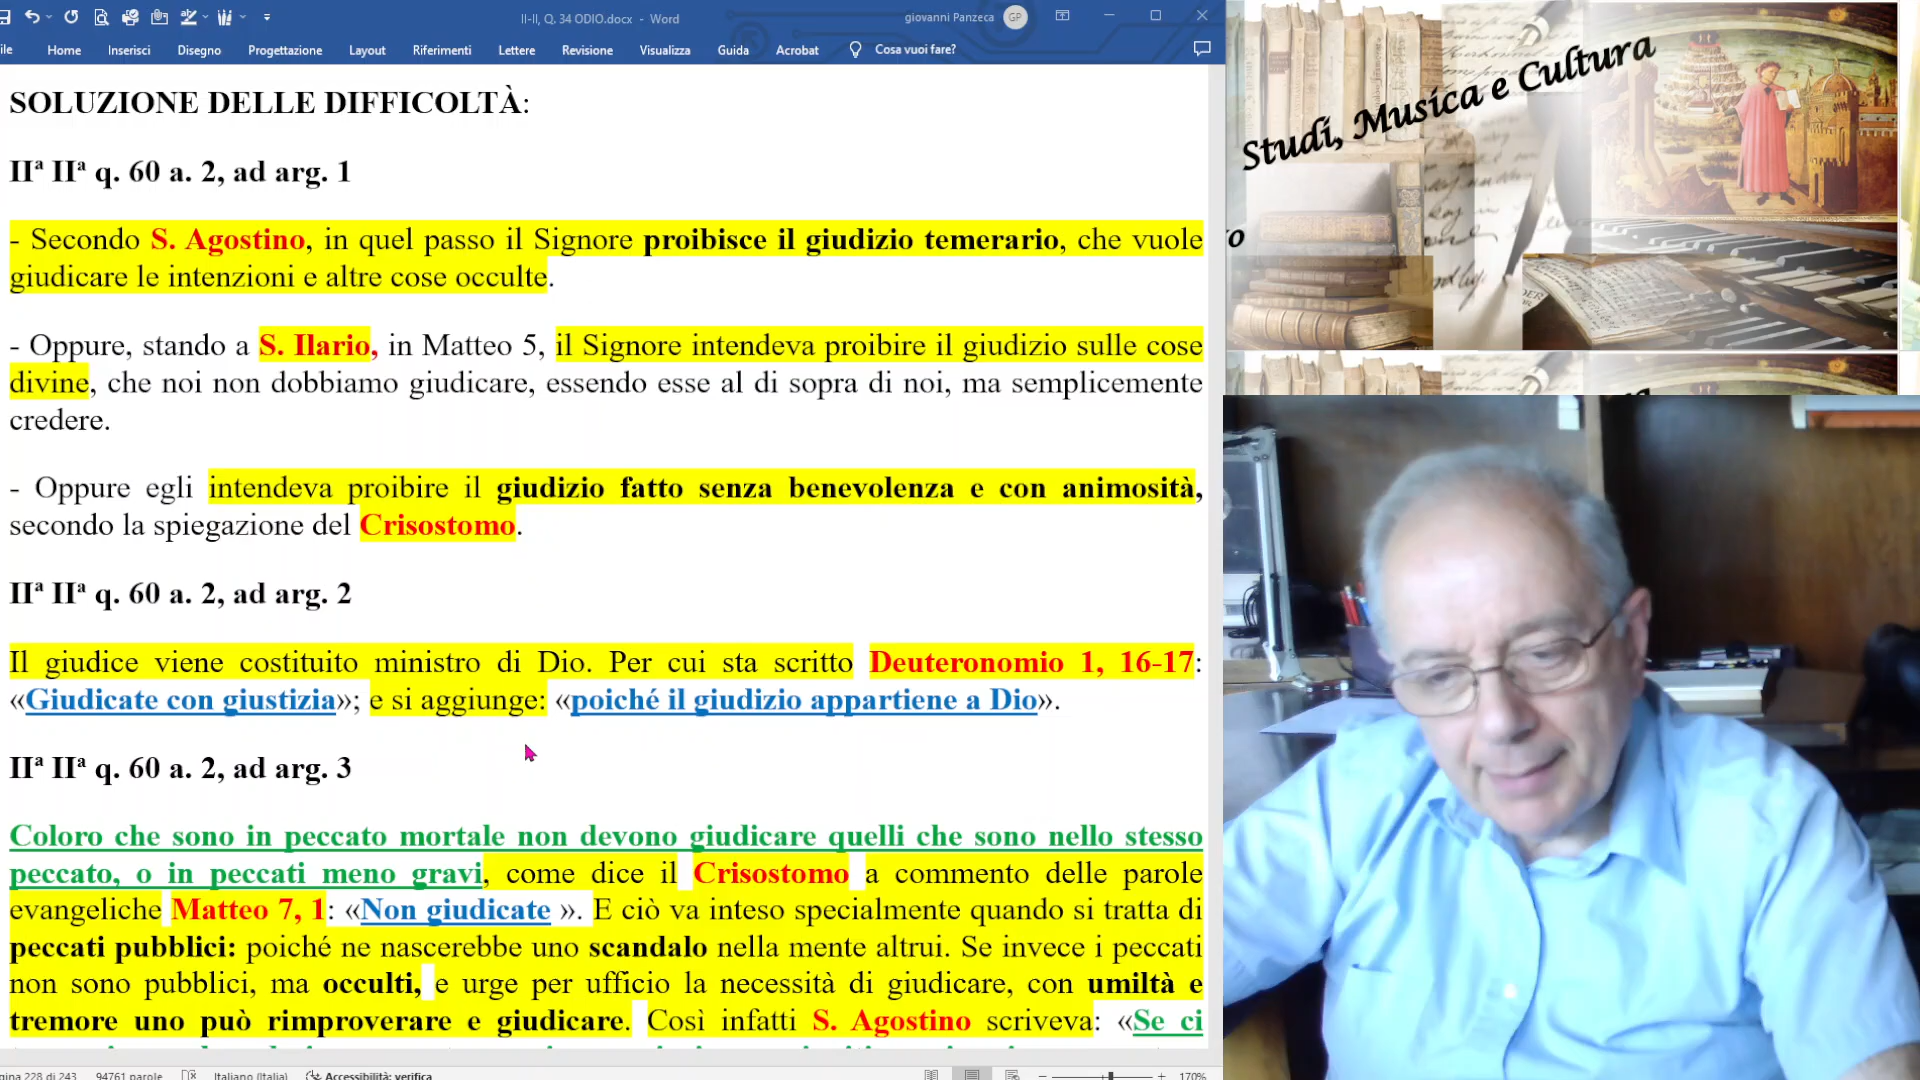 II-II, Q. 34 ODIO.docx - Word
giovanni Panzeca
GP
Home Inserisci Disegno Progettazione Layout Riferimenti Lettere Revisione Visualizza Guida Acrobat Cosa vuoi fare?
SOLUZIONE DELLE DIFFICOLTÀ:
IIª IIª q. 60 a. 2, ad arg. 1
- Secondo S. Agostino, in quel passo il Signore proibisce il giudizio temerario, che vuole
giudicare le intenzioni e altre cose occulte.
- Oppure, stando a S. Ilario, in Matteo 5, il Signore intendeva proibire il giudizio sulle cose
divine, che noi non dobbiamo giudicare, essendo esse al di sopra di noi, ma semplicemente
credere.
- Oppure egli intendeva proibire il giudizio fatto senza benevolenza e con animosità,
secondo la spiegazione del Crisostomo.
IIª IIª q. 60 a. 2, ad arg. 2
Il giudice viene costituito ministro di Dio. Per cui sta scritto Deuteronomio 1, 16-17:
«Giudicate con giustizia»; e si aggiunge: «poiché il giudizio appartiene a Dio».
IIª IIª q. 60 a. 2, ad arg. 3
Coloro che sono in peccato mortale non devono giudicare quelli che sono nello stesso
peccato, o in peccati meno gravi, come dice il Crisostomo a commento delle parole
evangeliche Matteo 7, 1: «Non giudicate ». E ciò va inteso specialmente quando si tratta di
peccati pubblici: poiché ne nascerebbe uno scandalo nella mente altrui. Se invece i peccati
non sono pubblici, ma occulti, e urge per ufficio la necessità di giudicare, con umiltà e
tremore uno può rimproverare e giudicare. Così infatti S. Agostino scriveva: «Se ci
228 di 243 94761 parole Italiano (Italia) Accessibilità: verifica
170%
Studi, Musica e Cultura